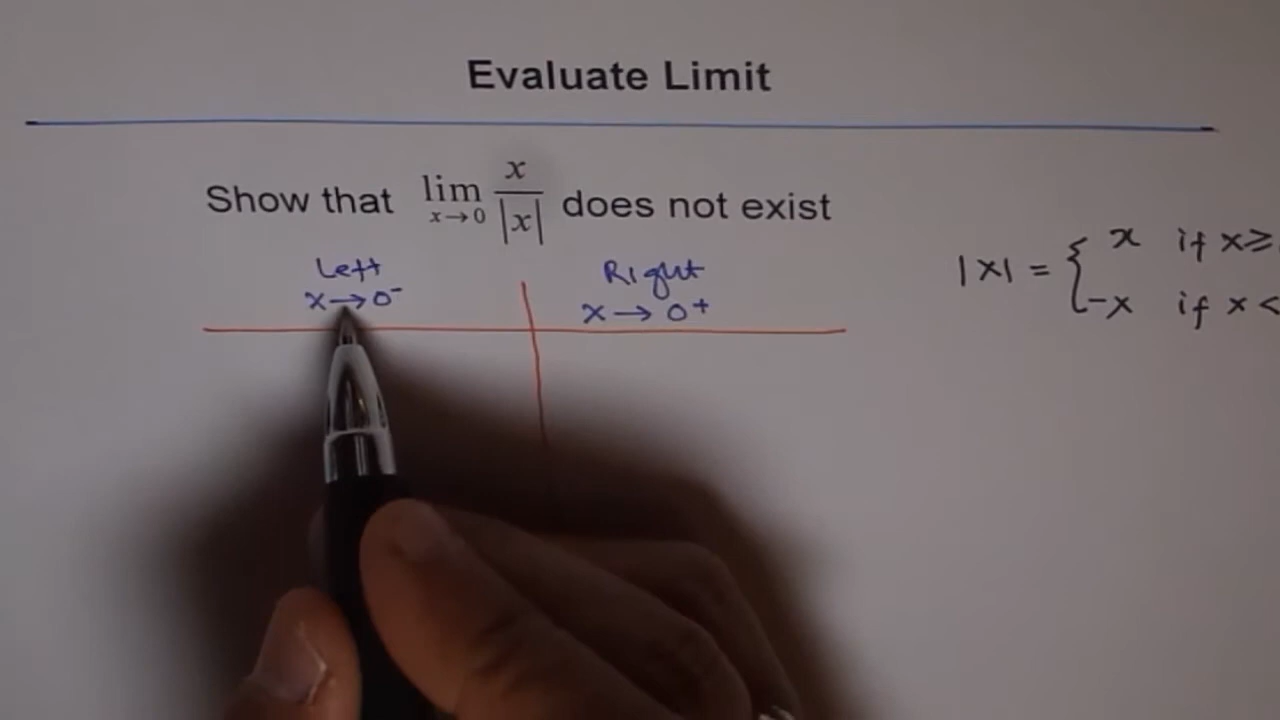 Evaluate Limit
Show that lim x→0 x/|x| does not exist
Left
x→0⁻
Right
x→0⁺
|x| = { x if x≥
-x if x<